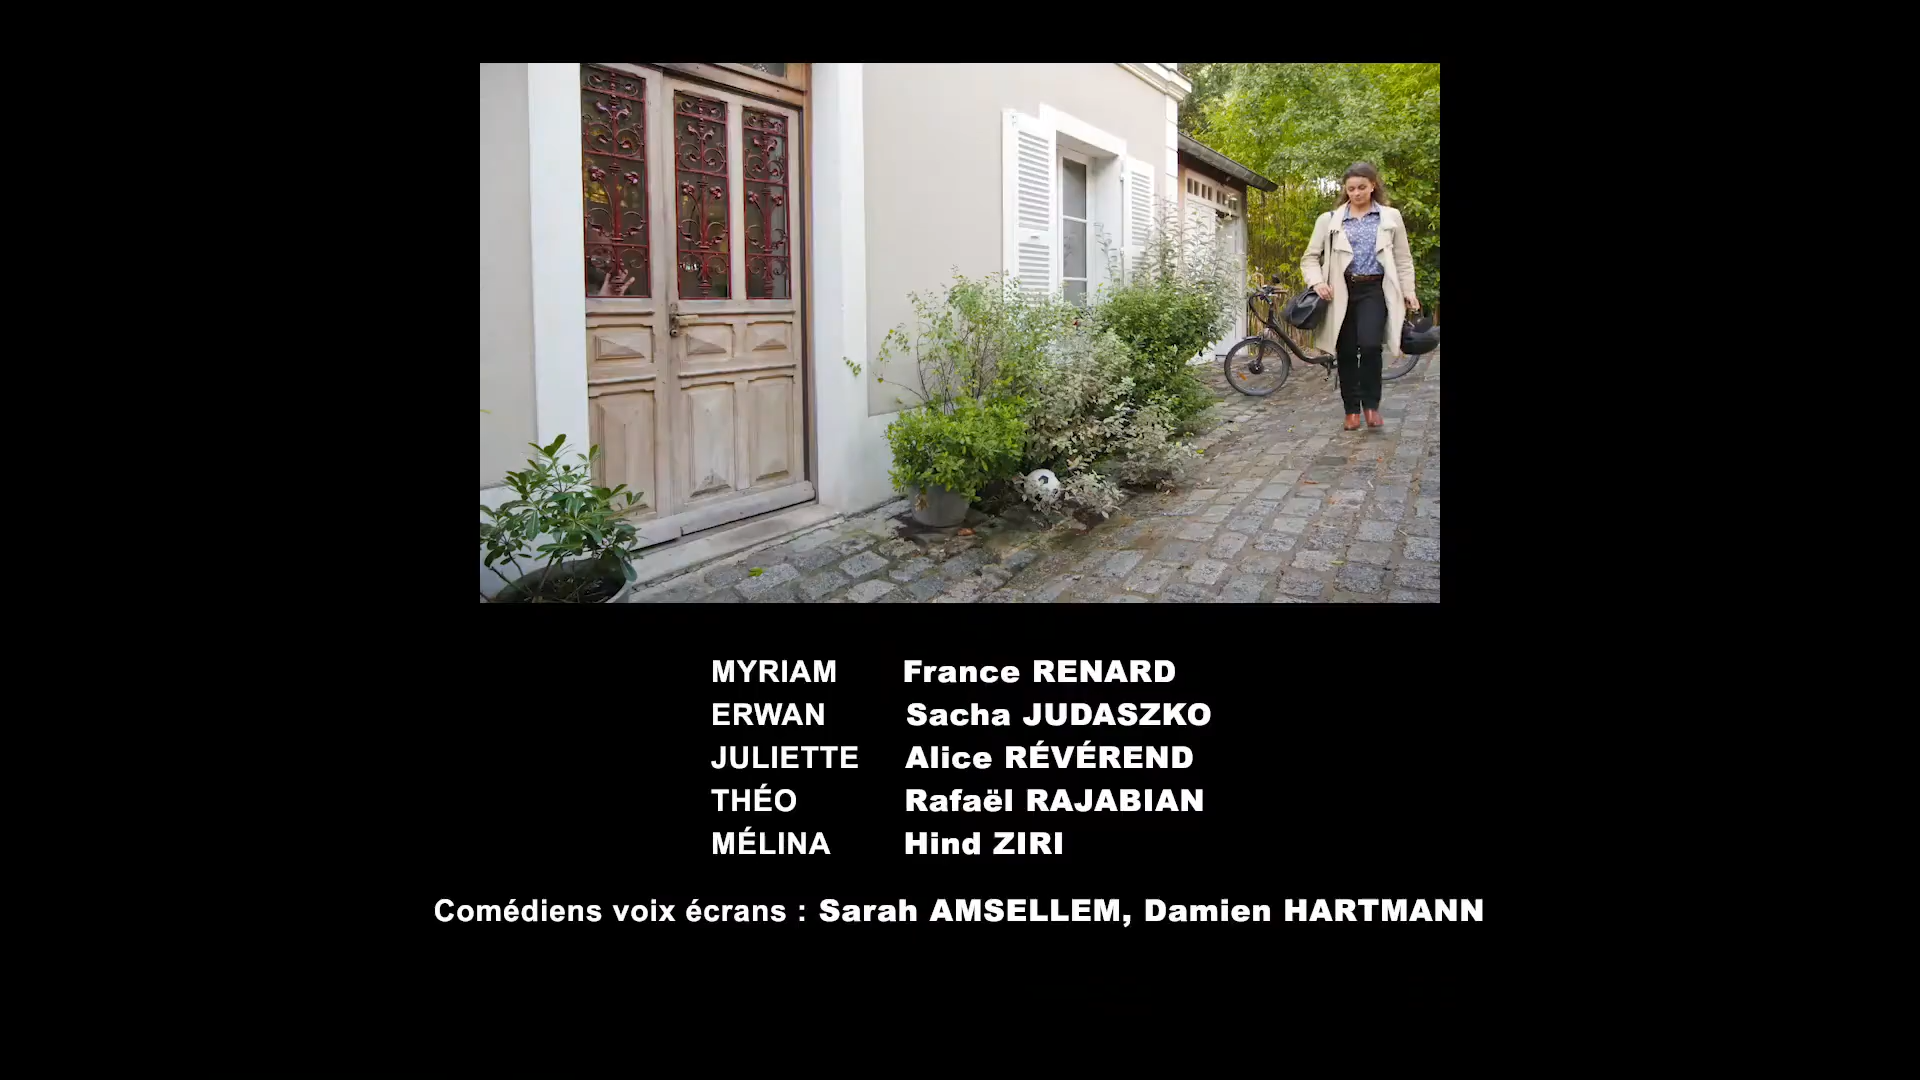 MYRIAM France RENARD
ERWAN Sacha JUDASZKO
JULIETTE Alice RÉVÉREND
THÉO Rafaël RAJABIAN
MÉLINA Hind ZIRI
Comédiens voix écrans : Sarah AMSELLEM, Damien HARTMANN